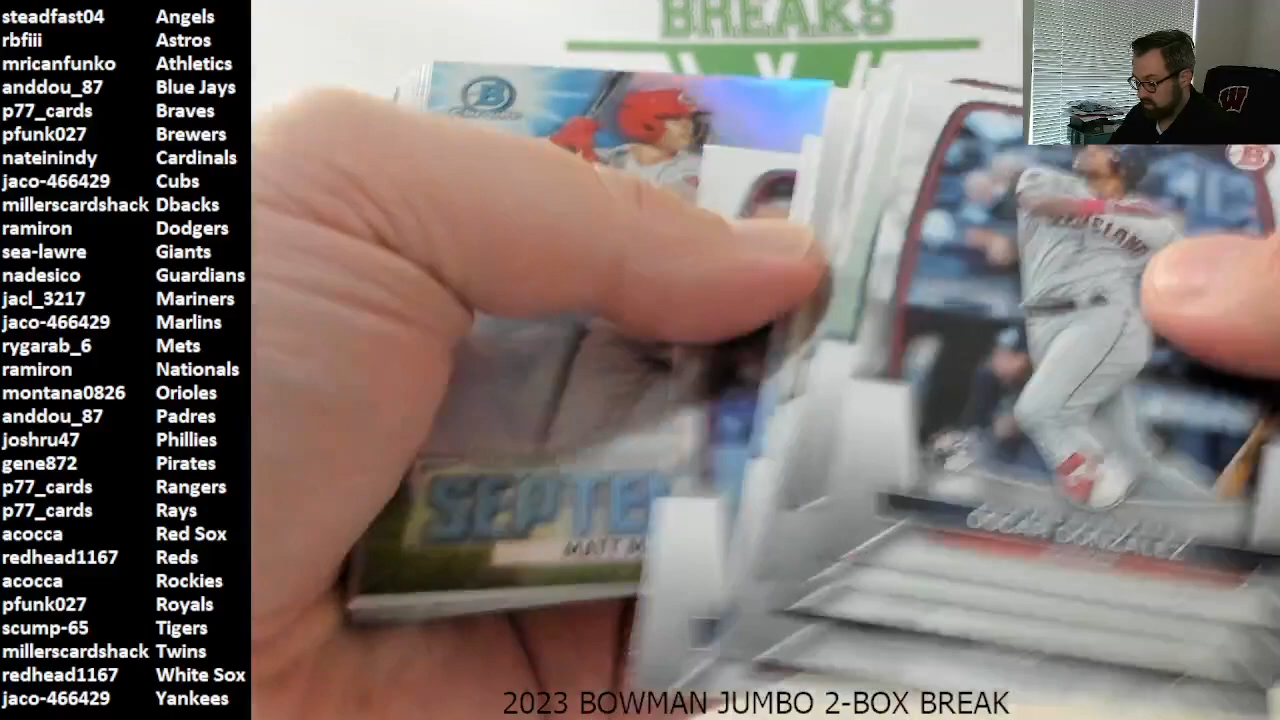 steadfast04 Angels
rbfiii Astros
mricanfunko Athletics
anddou_87 Blue Jays
p77_cards Braves
pfunk027 Brewers
nateinindy Cardinals
jaco-466429 Cubs
millerscardshack Dbacks
ramiron Dodgers
sea-lawre Giants
nadesico Guardians
jacl_3217 Mariners
jaco-466429 Marlins
rygarab_6 Mets
ramiron Nationals
montana0826 Orioles
anddou_87 Padres
joshru47 Phillies
gene872 Pirates
p77_cards Rangers
p77_cards Rays
acocca Red Sox
redhead1167 Reds
acocca Rockies
pfunk027 Royals
scump-65 Tigers
millerscardshack Twins
redhead1167 White Sox
jaco-466429 Yankees
BREAKS
B
W
B
SEPTE
MATT M
2023 BOWMAN JUMBO 2-BOX BREAK